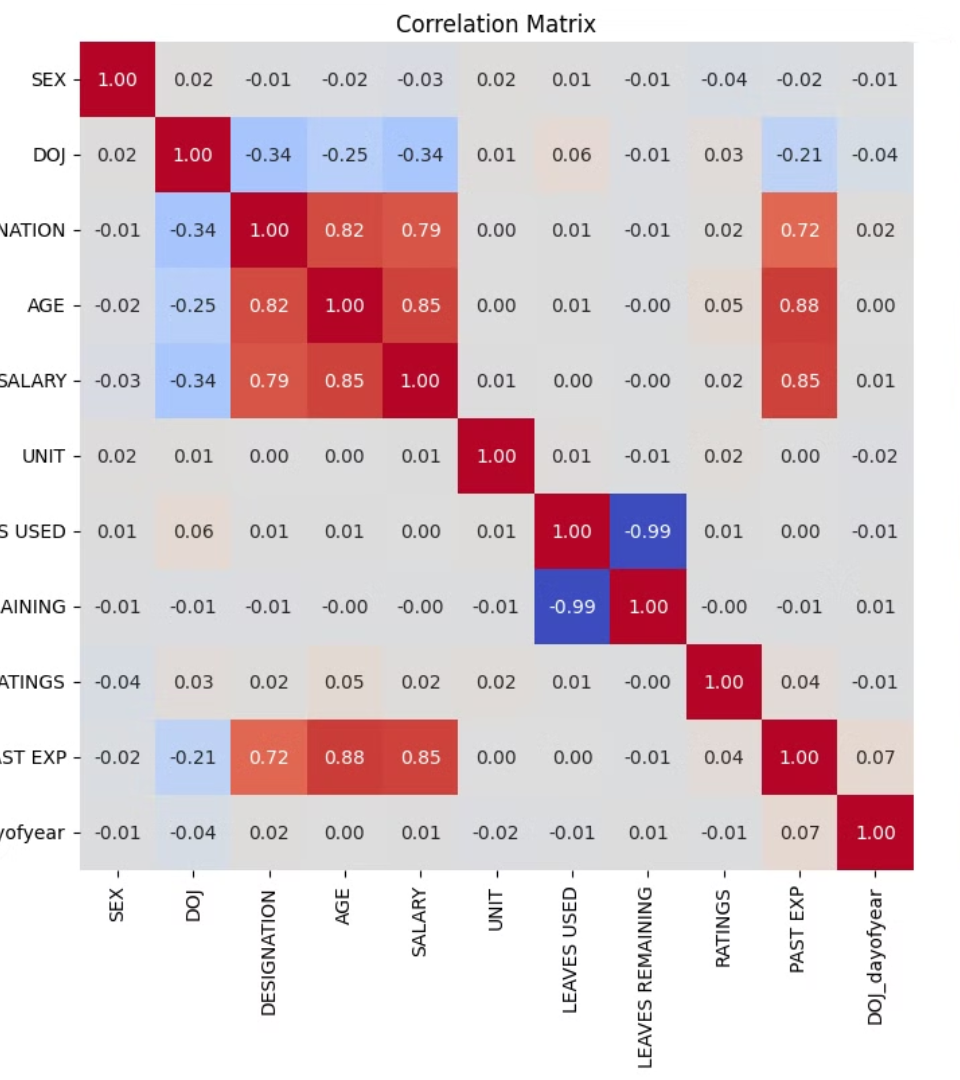 Correlation Matrix
SEX 1.00 0.02 -0.01 -0.02 -0.03 0.02 0.01 -0.01 -0.04 -0.02 -0.01
DOJ 0.02 1.00 -0.34 -0.25 -0.34 0.01 0.06 -0.01 0.03 -0.21 -0.04
NATION -0.01 -0.34 1.00 0.82 0.79 0.00 0.01 -0.01 0.02 0.72 0.02
AGE -0.02 -0.25 0.82 1.00 0.85 0.00 0.01 -0.00 0.05 0.88 0.00
SALARY -0.03 -0.34 0.79 0.85 1.00 0.01 0.00 -0.00 0.02 0.85 0.01
UNIT 0.02 0.01 0.00 0.00 0.01 1.00 0.01 -0.01 0.02 0.00 -0.02
S USED 0.01 0.06 0.01 0.01 0.00 0.01 1.00 -0.99 0.01 0.00 -0.01
AINING -0.01 -0.01 -0.01 -0.00 -0.00 -0.01 -0.99 1.00 -0.00 -0.01 0.01
ATINGS -0.04 0.03 0.02 0.05 0.02 0.02 0.01 -0.00 1.00 0.04 -0.01
AST EXP -0.02 -0.21 0.72 0.88 0.85 0.00 0.00 -0.01 0.04 1.00 0.07
yofyear -0.01 -0.04 0.02 0.00 0.01 -0.02 -0.01 0.01 -0.01 0.07 1.00
SEX
DOJ
DESIGNATION
AGE
SALARY
UNIT
LEAVES USED
LEAVES REMAINING
RATINGS
PAST EXP
DOJ_dayofyear